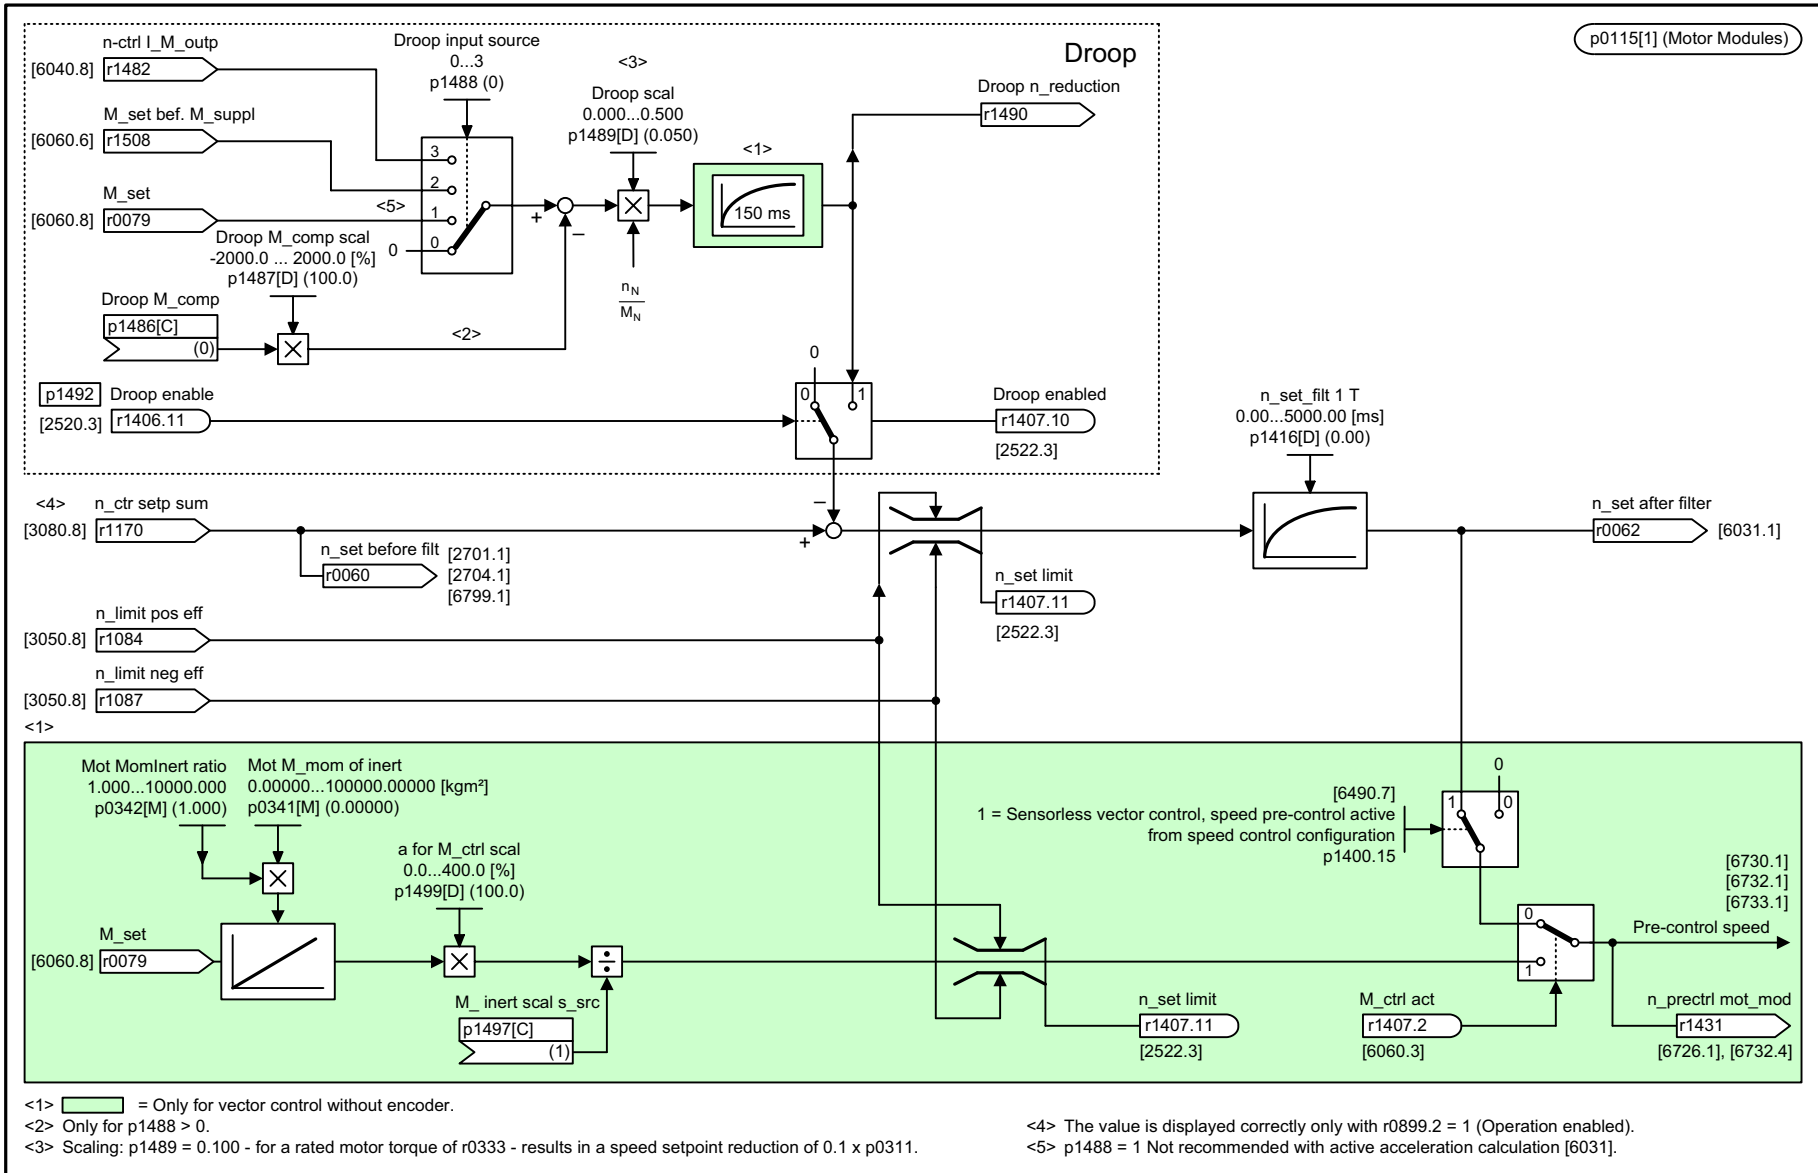 n-ctrl I_M_outp
[6040.8] r1482
Droop input source
0...3
p1488 (0)
<3>
Droop
p0115[1] (Motor Modules)
M_set bef. M_suppl
[6060.6] r1508
Droop scal
0.000...0.500
p1489[D] (0.050)
Droop n_reduction
r1490
<1>
3
2
1
0
M_set
[6060.8] r0079
<5>
0
+
–
×
150 ms
Droop M_comp scal
-2000.0 ... 2000.0 [%]
p1487[D] (100.0)
n_N
M_N
Droop M_comp
p1486[C]
(0)
×
<2>
0
p1492 Droop enable
[2520.3] r1406.11
0 1
Droop enabled
r1407.10
[2522.3]
n_set_filt 1 T
0.00...5000.00 [ms]
p1416[D] (0.00)
<4> n_ctr setp sum
[3080.8] r1170
–
+
n_set after filter
r0062 [6031.1]
n_set before filt
r0060
[2701.1]
[2704.1]
[6799.1]
n_set limit
r1407.11
[2522.3]
n_limit pos eff
[3050.8] r1084
n_limit neg eff
[3050.8] r1087
<1>
Mot MomInert ratio
1.000...10000.000
p0342[M] (1.000)
Mot M_mom of inert
0.00000...100000.00000 [kgm²]
p0341[M] (0.00000)
×
a for M_ctrl scal
0.0...400.0 [%]
p1499[D] (100.0)
[6490.7]
1 = Sensorless vector control, speed pre-control active
from speed control configuration
p1400.15
0
1 0
[6730.1]
[6732.1]
[6733.1]
M_set
[6060.8] r0079
×
÷
0
1
Pre-control speed
M_ inert scal s_src
p1497[C]
(1)
n_set limit
r1407.11
[2522.3]
M_ctrl act
r1407.2
[6060.3]
n_prectrl mot_mod
r1431
[6726.1], [6732.4]
<1> = Only for vector control without encoder.
<2> Only for p1488 > 0.
<3> Scaling: p1489 = 0.100 - for a rated motor torque of r0333 - results in a speed setpoint reduction of 0.1 x p0311.
<4> The value is displayed correctly only with r0899.2 = 1 (Operation enabled).
<5> p1488 = 1 Not recommended with active acceleration calculation [6031].